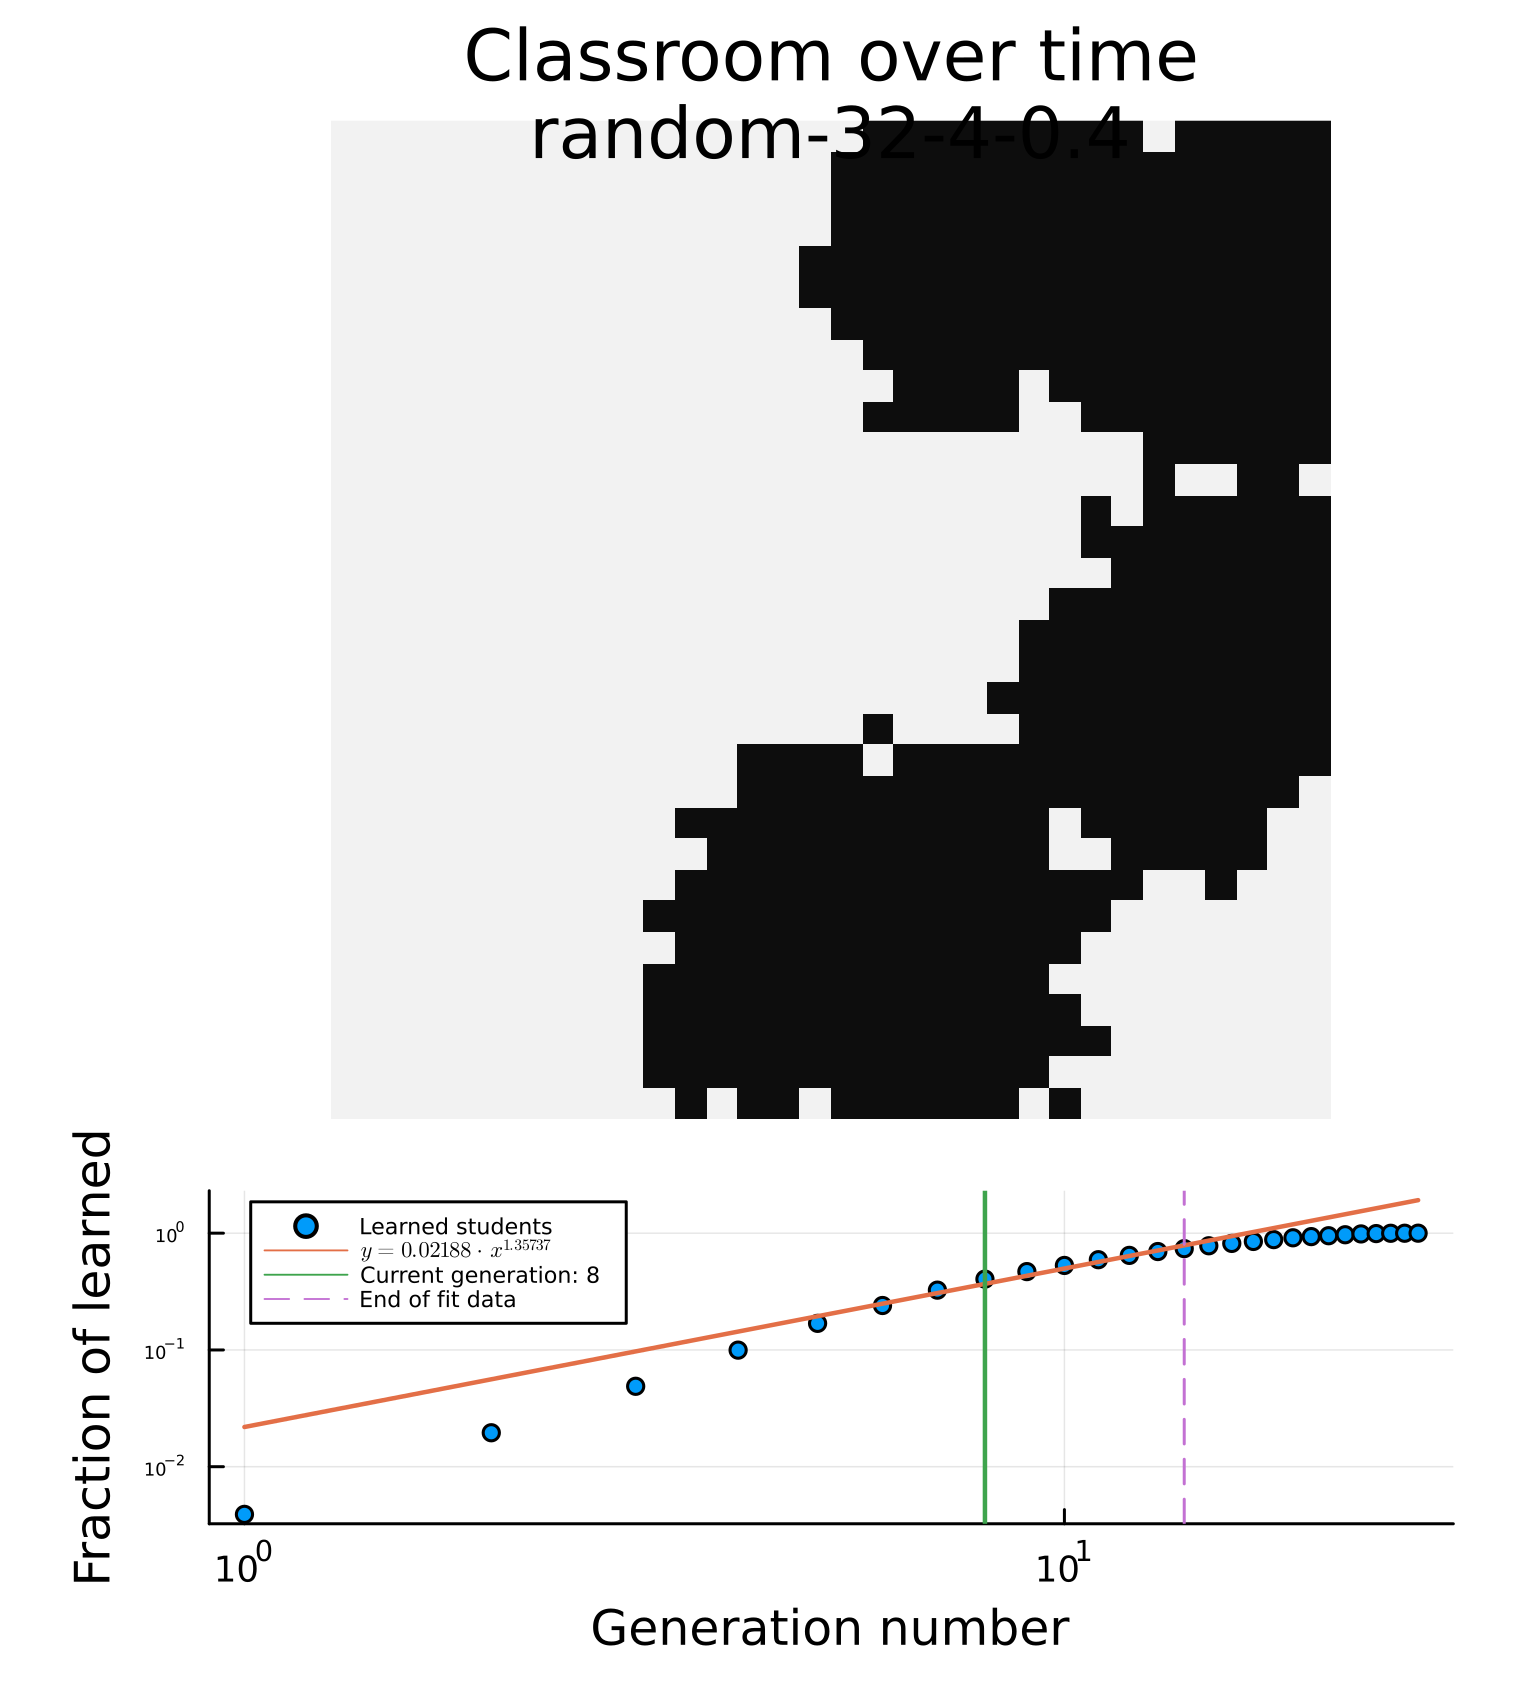 Classroom over time
random-32-4-0.4
Learned students
y = 0.02188 · x^1.35737
Current generation: 8
End of fit data
10^0
10^-1
10^-2
Fraction of learned
10^0 10^1
Generation number